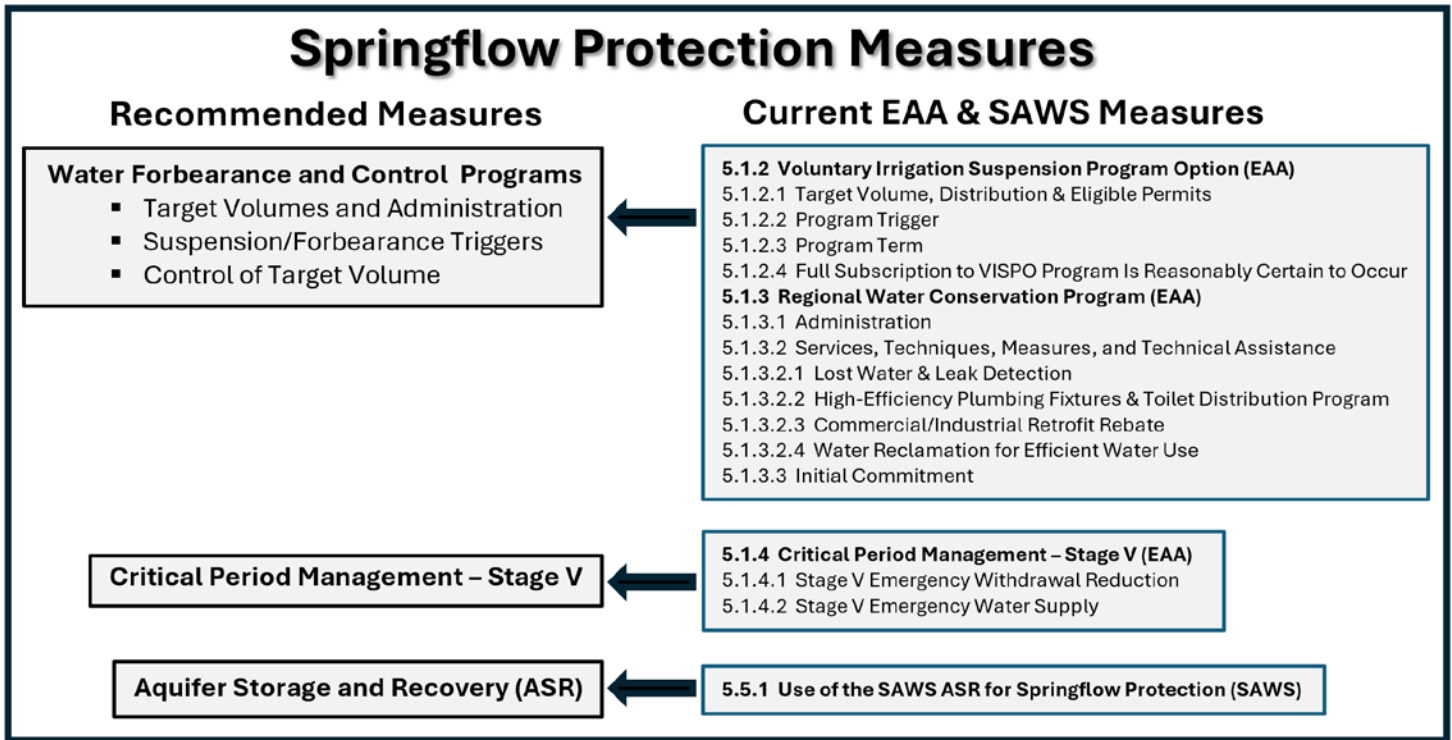 Springflow Protection Measures
Recommended Measures
Water Forbearance and Control Programs
▪ Target Volumes and Administration
▪ Suspension/Forbearance Triggers
▪ Control of Target Volume
Current EAA & SAWS Measures
5.1.2 Voluntary Irrigation Suspension Program Option (EAA)
5.1.2.1 Target Volume, Distribution & Eligible Permits
5.1.2.2 Program Trigger
5.1.2.3 Program Term
5.1.2.4 Full Subscription to VISPO Program Is Reasonably Certain to Occur
5.1.3 Regional Water Conservation Program (EAA)
5.1.3.1 Administration
5.1.3.2 Services, Techniques, Measures, and Technical Assistance
5.1.3.2.1 Lost Water & Leak Detection
5.1.3.2.2 High-Efficiency Plumbing Fixtures & Toilet Distribution Program
5.1.3.2.3 Commercial/Industrial Retrofit Rebate
5.1.3.2.4 Water Reclamation for Efficient Water Use
5.1.3.3 Initial Commitment
Critical Period Management – Stage V
5.1.4 Critical Period Management – Stage V (EAA)
5.1.4.1 Stage V Emergency Withdrawal Reduction
5.1.4.2 Stage V Emergency Water Supply
Aquifer Storage and Recovery (ASR)
5.5.1 Use of the SAWS ASR for Springflow Protection (SAWS)